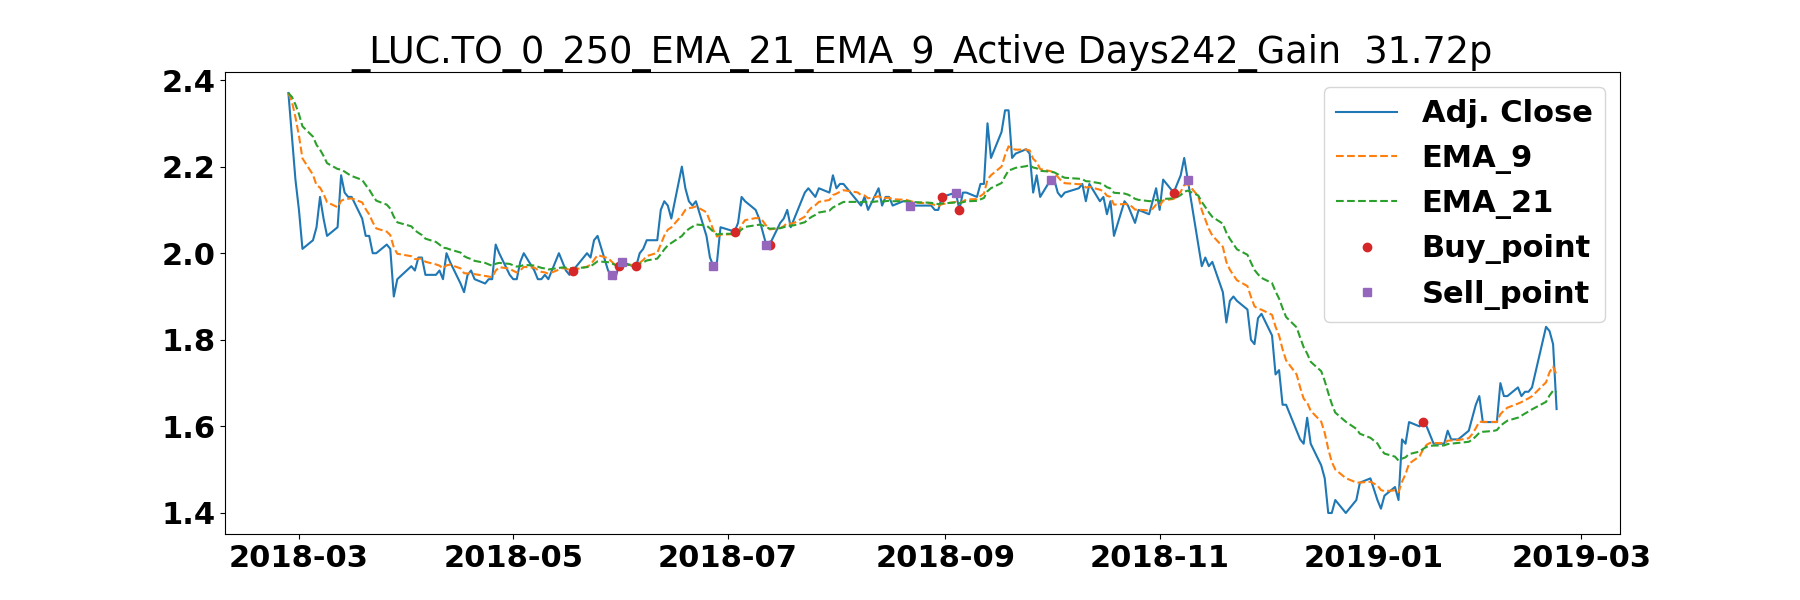 _LUC.TO_0_250_EMA_21_EMA_9_Active Days242_Gain  31.72p
2.4
2.2
2.0
1.8
1.6
1.4
2018-03
2018-05
2018-07
2018-09
2018-11
2019-01
2019-03
Adj. Close
EMA_9
EMA_21
Buy_point
Sell_point